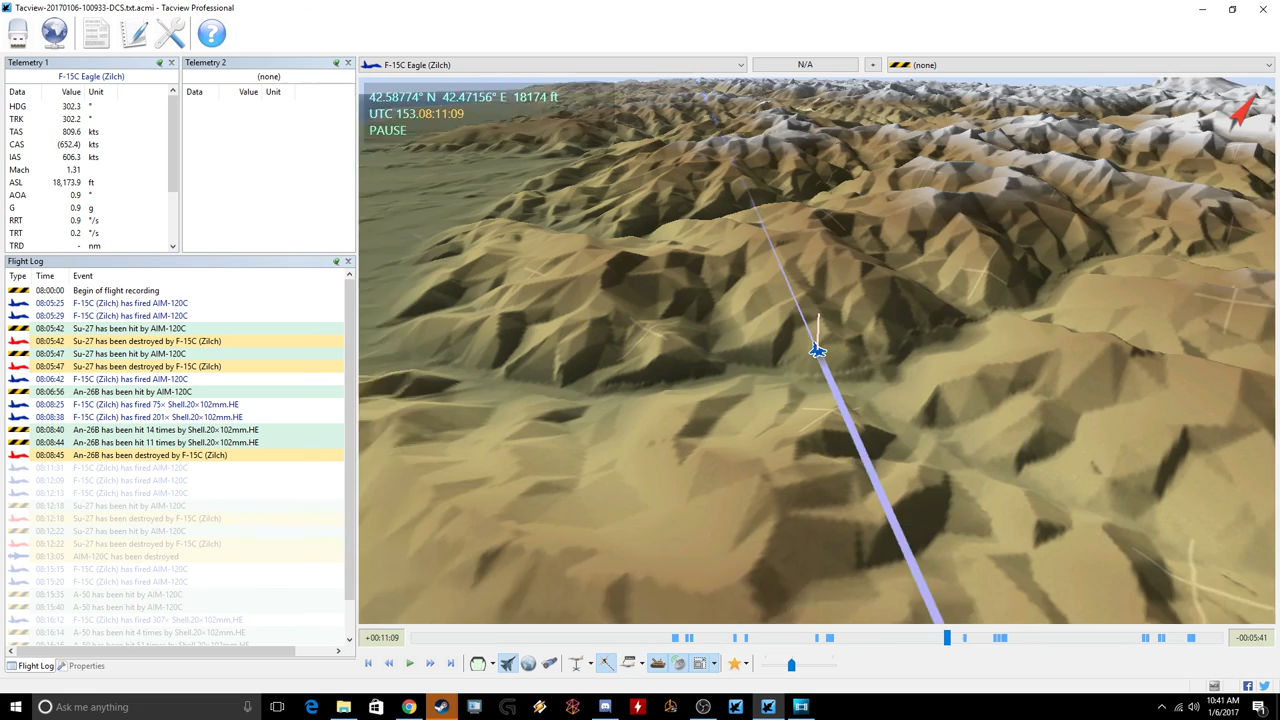 Tacview-20170106-100933-DCS.txt.acmi - Tacview Professional
Telemetry 1
F-15C Eagle (Zilch)
Data Value Unit
HDG 302.3 °
TRK 302.2 °
TAS 809.6 kts
CAS (652.4) kts
IAS 606.3 kts
Mach 1.31
ASL 18,173.9 ft
AOA 0.9 °
G 0.9 g
RRT 0.9 °/s
TRT 0.2 °/s
TRD - nm
Telemetry 2
(none)
Data Value Unit
F-15C Eagle (Zilch)
N/A
+
(none)
42.58774° N 42.47156° E 18174 ft
UTC 153.08:11:09
PAUSE
Flight Log
Type Time Event
08:00:00 Begin of flight recording
08:05:25 F-15C (Zilch) has fired AIM-120C
08:05:29 F-15C (Zilch) has fired AIM-120C
08:05:42 Su-27 has been hit by AIM-120C
08:05:42 Su-27 has been destroyed by F-15C (Zilch)
08:05:47 Su-27 has been hit by AIM-120C
08:05:47 Su-27 has been destroyed by F-15C (Zilch)
08:06:42 F-15C (Zilch) has fired AIM-120C
08:06:56 An-26B has been hit by AIM-120C
08:08:25 F-15C (Zilch) has fired 75× Shell.20×102mm.HE
08:08:38 F-15C (Zilch) has fired 201× Shell.20×102mm.HE
08:08:40 An-26B has been hit 14 times by Shell.20×102mm.HE
08:08:44 An-26B has been hit 11 times by Shell.20×102mm.HE
08:08:45 An-26B has been destroyed by F-15C (Zilch)
08:11:31 F-15C (Zilch) has fired AIM-120C
08:12:09 F-15C (Zilch) has fired AIM-120C
08:12:13 F-15C (Zilch) has fired AIM-120C
08:12:18 Su-27 has been hit by AIM-120C
08:12:18 Su-27 has been destroyed by F-15C (Zilch)
08:12:22 Su-27 has been hit by AIM-120C
08:12:22 Su-27 has been destroyed by F-15C (Zilch)
08:13:05 AIM-120C has been destroyed
08:15:15 F-15C (Zilch) has fired AIM-120C
08:15:20 F-15C (Zilch) has fired AIM-120C
08:15:35 A-50 has been hit by AIM-120C
08:15:40 A-50 has been hit by AIM-120C
08:16:12 F-15C (Zilch) has fired 307× Shell.20×102mm.HE
08:16:14 A-50 has been hit 4 times by Shell.20×102mm.HE
Flight Log
Properties
+00:11:09
-00:05:41
Ask me anything
10:41 AM
1/6/2017